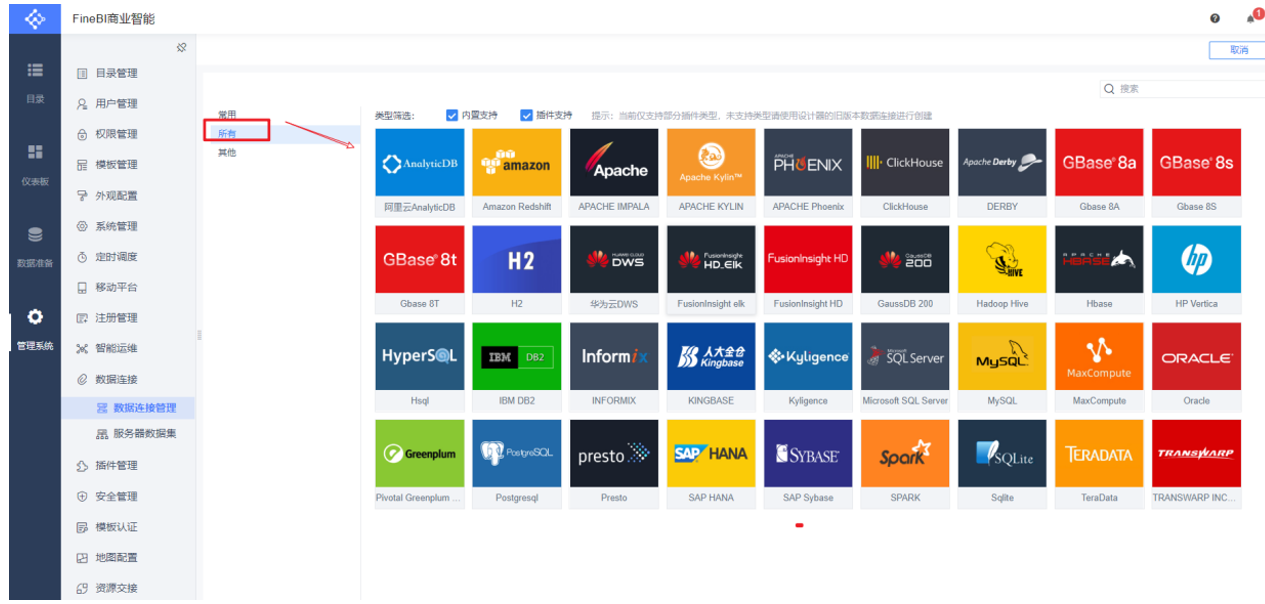 FineBI商业智能
1
取消
目录
仪表板
数据准备
管理系统
目录管理
用户管理
权限管理
模板管理
外观配置
系统管理
定时调度
移动平台
注册管理
智能运维
数据连接
数据连接管理
服务器数据集
插件管理
安全管理
模板认证
地图配置
资源交接
搜索
常用
所有
其他
类型筛选： 内置支持 插件支持 提示：当前仅支持部分插件类型，未支持类型请使用设计器的旧版本数据连接进行创建
AnalyticDB
amazon
Apache
Apache Kylin™
APACHE PHOENIX
ClickHouse
Apache Derby
GBase® 8a
GBase® 8s
阿里云AnalyticDB Amazon Redshift APACHE IMPALA APACHE KYLIN APACHE Phoenix ClickHouse DERBY Gbase 8A Gbase 8S
GBase® 8t
H2
HUAWEI CLOUD DWS
FusionInsight HD_Elk
FusionInsight HD
GaussDB 200
HIVE
APACHE HBASE
hp
Gbase 8T H2 华为云DWS FusionInsight elk FusionInsight HD GaussDB 200 Hadoop Hive Hbase HP Vertica
HyperSQL
IBM DB2
Informix
人大金仓 Kingbase
Kyligence
Microsoft SQL Server
MySQL
MaxCompute
ORACLE
Hsql IBM DB2 INFORMIX KINGBASE Kyligence Microsoft SQL Server MySQL MaxCompute Oracle
Greenplum
PostgreSQL
presto
SAP HANA
SYBASE
Spark
SQLite
TERADATA
TRANSWARP
Pivotal Greenplum ... Postgresql Presto SAP HANA SAP Sybase SPARK Sqlite TeraData TRANSWARP INC...